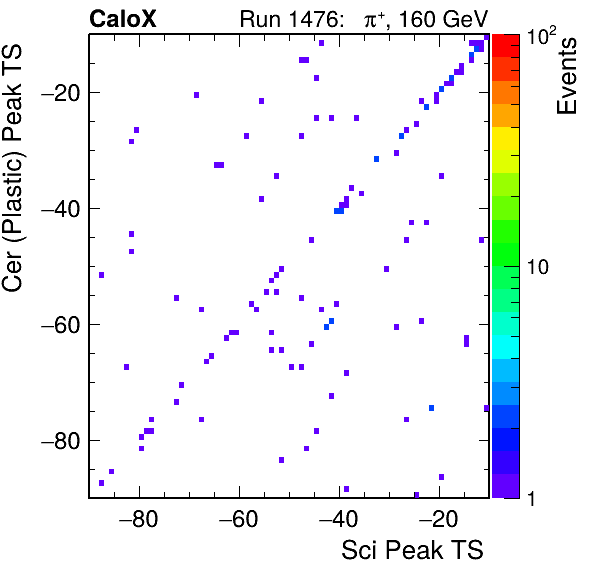 CaloX Run 1476: π⁺, 160 GeV
Cer (Plastic) Peak TS
−20
−40
−60
−80
−80 −60 −40 −20
Sci Peak TS
10²
10
1
Events